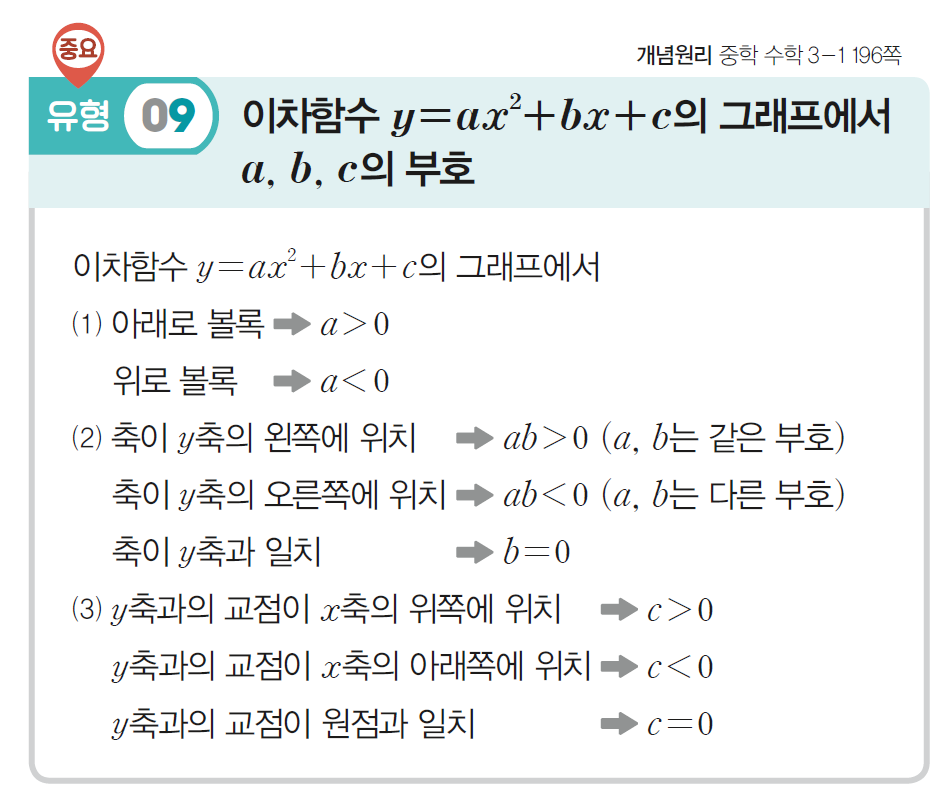 중요
개념원리 중학 수학 3-1 196쪽
유형 09 이차함수 y=ax²+bx+c의 그래프에서
a, b, c의 부호
이차함수 y=ax²+bx+c의 그래프에서
(1) 아래로 볼록 ➡ a>0
위로 볼록 ➡ a<0
(2) 축이 y축의 왼쪽에 위치 ➡ ab>0 (a, b는 같은 부호)
축이 y축의 오른쪽에 위치 ➡ ab<0 (a, b는 다른 부호)
축이 y축과 일치 ➡ b=0
(3) y축과의 교점이 x축의 위쪽에 위치 ➡ c>0
y축과의 교점이 x축의 아래쪽에 위치 ➡ c<0
y축과의 교점이 원점과 일치 ➡ c=0